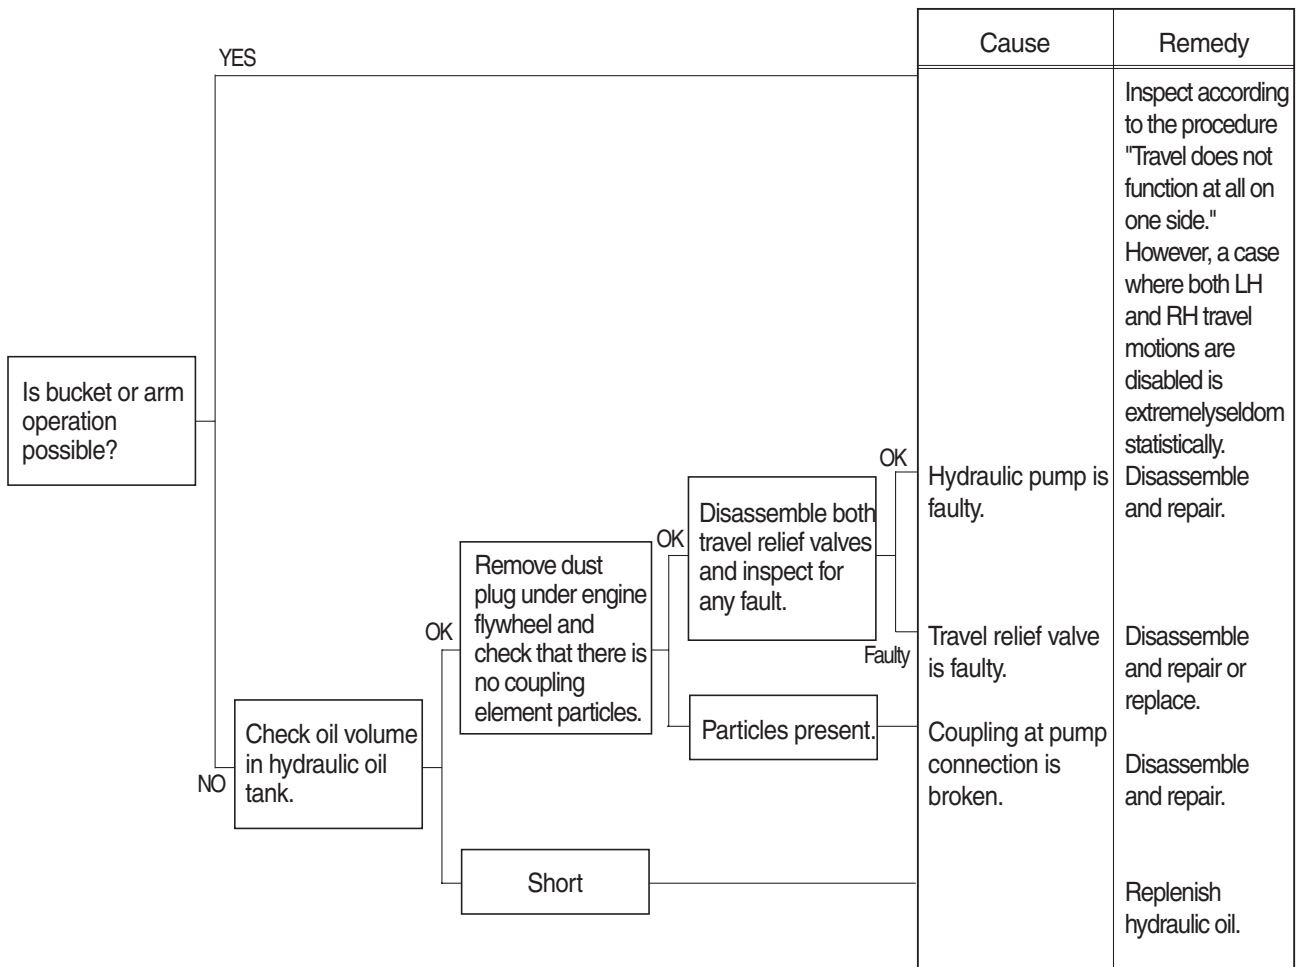 YES
Cause
Remedy
Inspect according
to the procedure
"Travel does not
function at all on
one side."
However, a case
where both LH
and RH travel
motions are
disabled is
extremelyseldom
statistically.
Is bucket or arm
operation
possible?
NO
Check oil volume
in hydraulic oil
tank.
OK
Remove dust
plug under engine
flywheel and
check that there is
no coupling
element particles.
OK
Disassemble both
travel relief valves
and inspect for
any fault.
OK
Hydraulic pump is
faulty.
Disassemble
and repair.
Faulty
Travel relief valve
is faulty.
Disassemble
and repair or
replace.
Particles present.
Coupling at pump
connection is
broken.
Disassemble
and repair.
Short
Replenish
hydraulic oil.